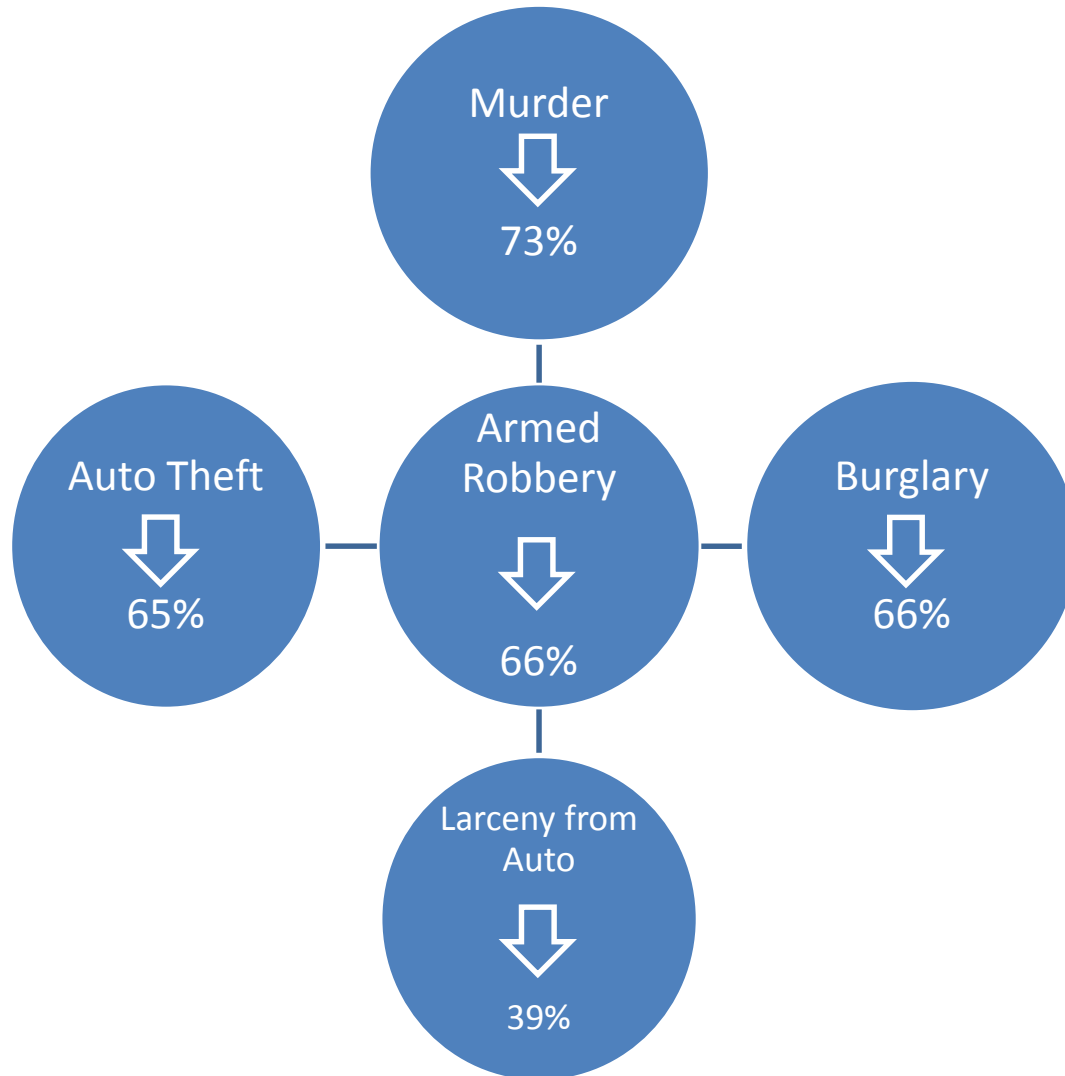 Murder
73%
Auto Theft
65%
Armed
Robbery
66%
Burglary
66%
Larceny from
Auto
39%